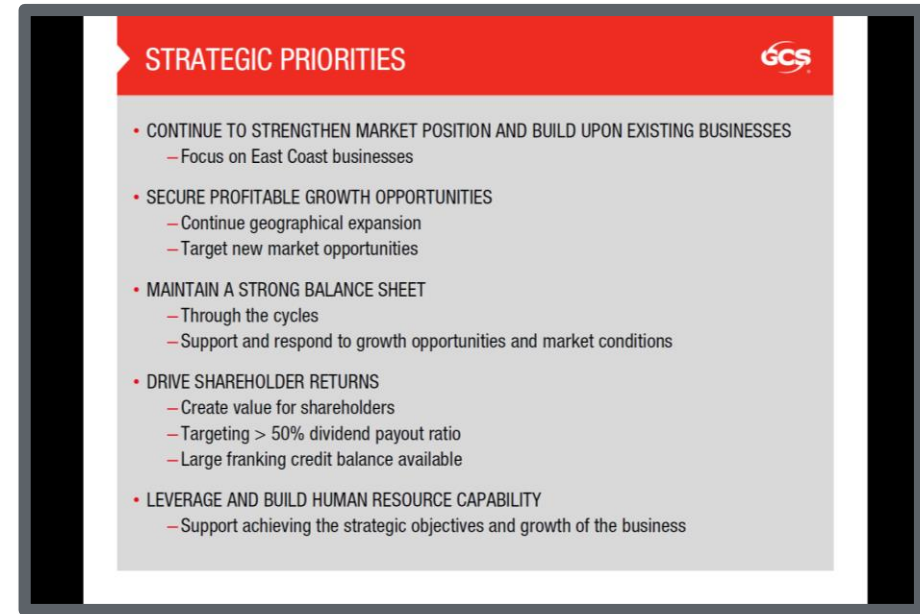 STRATEGIC PRIORITIES
GCS
• CONTINUE TO STRENGTHEN MARKET POSITION AND BUILD UPON EXISTING BUSINESSES
– Focus on East Coast businesses
• SECURE PROFITABLE GROWTH OPPORTUNITIES
– Continue geographical expansion
– Target new market opportunities
• MAINTAIN A STRONG BALANCE SHEET
– Through the cycles
– Support and respond to growth opportunities and market conditions
• DRIVE SHAREHOLDER RETURNS
– Create value for shareholders
– Targeting > 50% dividend payout ratio
– Large franking credit balance available
• LEVERAGE AND BUILD HUMAN RESOURCE CAPABILITY
– Support achieving the strategic objectives and growth of the business